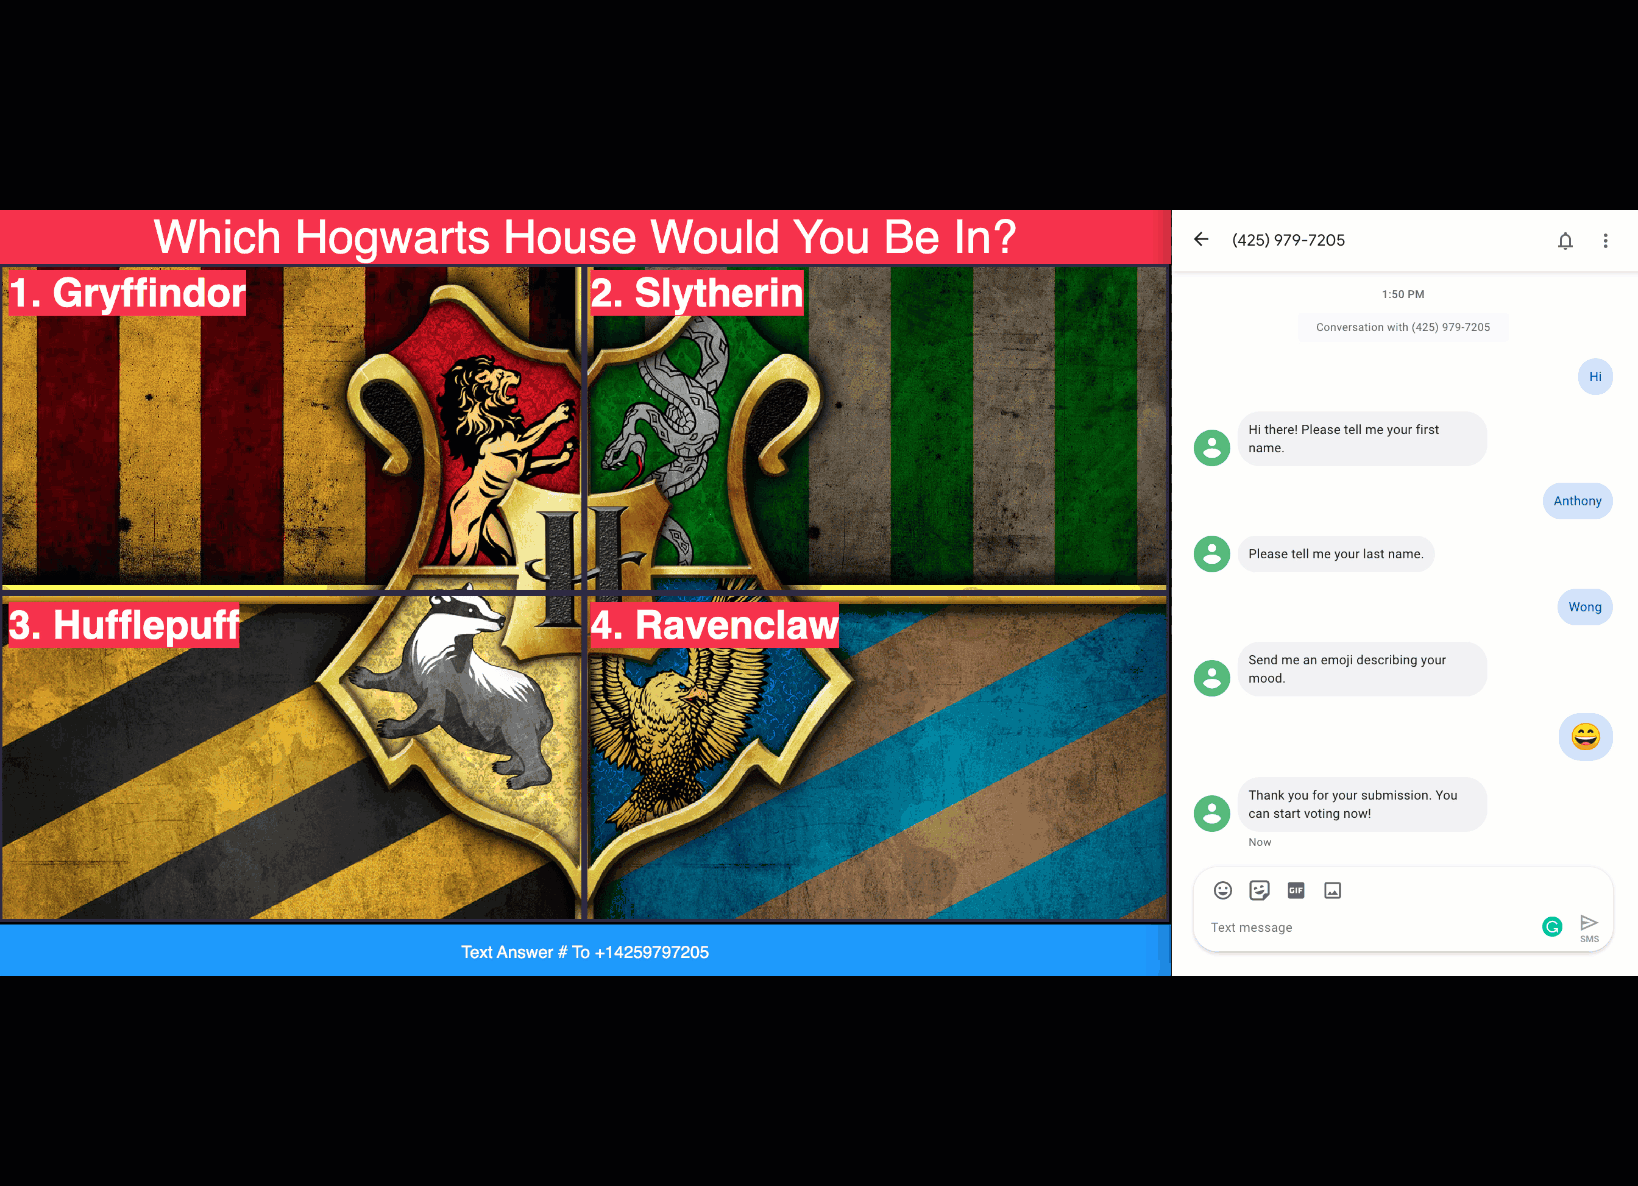 Which Hogwarts House Would You Be In?
1. Gryffindor
2. Slytherin
3. Hufflepuff
4. Ravenclaw
H
Text Answer # To +14259797205
(425) 979-7205
1:50 PM
Conversation with (425) 979-7205
Hi
Hi there! Please tell me your first
name.
Anthony
Please tell me your last name.
Wong
Send me an emoji describing your
mood.
😄
Thank you for your submission. You
can start voting now!
Now
GIF
Text message
G
SMS